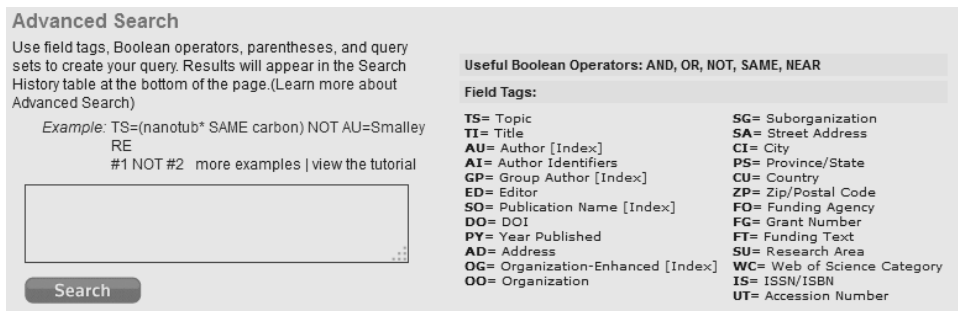 Advanced Search
Use field tags, Boolean operators, parentheses, and query
sets to create your query. Results will appear in the Search
History table at the bottom of the page.(Learn more about
Advanced Search)
Example: TS=(nanotub* SAME carbon) NOT AU=Smalley
RE
#1 NOT #2 more examples | view the tutorial
Search
Useful Boolean Operators: AND, OR, NOT, SAME, NEAR
Field Tags:
TS= Topic
TI= Title
AU= Author [Index]
AI= Author Identifiers
GP= Group Author [Index]
ED= Editor
SO= Publication Name [Index]
DO= DOI
PY= Year Published
AD= Address
OG= Organization-Enhanced [Index]
OO= Organization
SG= Suborganization
SA= Street Address
CI= City
PS= Province/State
CU= Country
ZP= Zip/Postal Code
FO= Funding Agency
FG= Grant Number
FT= Funding Text
SU= Research Area
WC= Web of Science Category
IS= ISSN/ISBN
UT= Accession Number